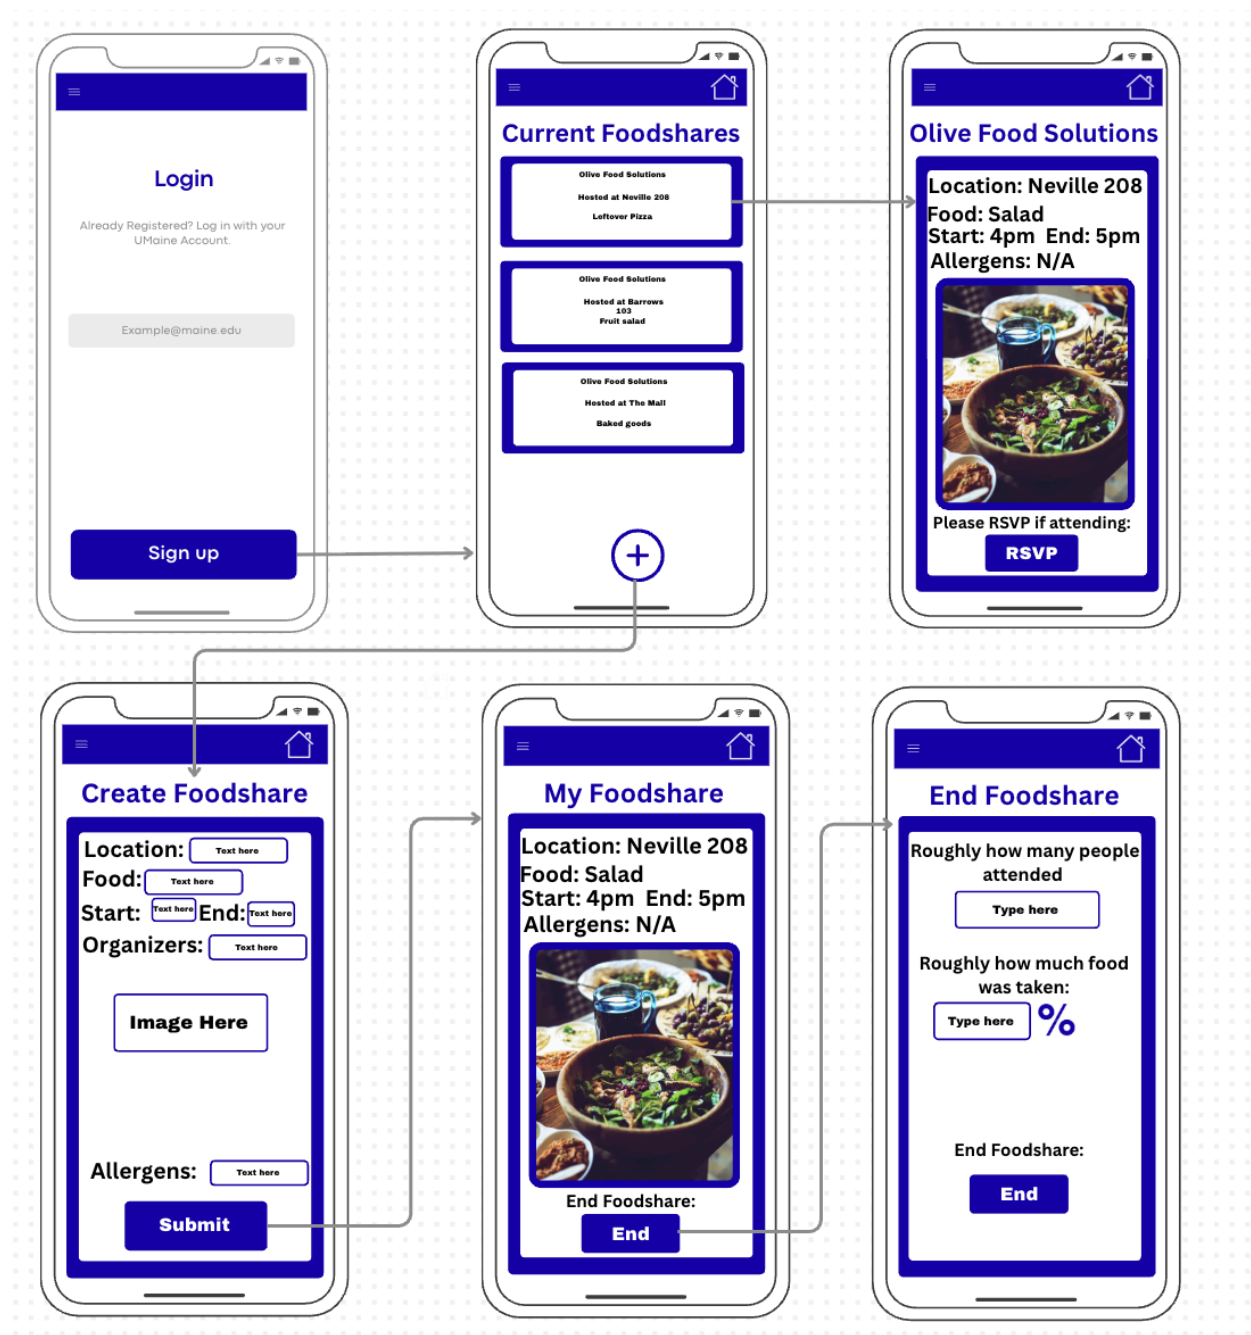 Login
Already Registered? Log in with your
UMaine Account.
Example@maine.edu
Sign up
Current Foodshares
Olive Food Solutions
Hosted at Neville 208
Leftover Pizza
Olive Food Solutions
Hosted at Barrows
103
Fruit salad
Olive Food Solutions
Hosted at The Mall
Baked goods
Olive Food Solutions
Location: Neville 208
Food: Salad
Start: 4pm End: 5pm
Allergens: N/A
Please RSVP if attending:
RSVP
Create Foodshare
Location: Text here
Food: Text here
Start: Text here End: Text here
Organizers: Text here
Image Here
Allergens: Text here
Submit
My Foodshare
Location: Neville 208
Food: Salad
Start: 4pm End: 5pm
Allergens: N/A
End Foodshare:
End
End Foodshare
Roughly how many people
attended
Type here
Roughly how much food
was taken:
Type here %
End Foodshare:
End